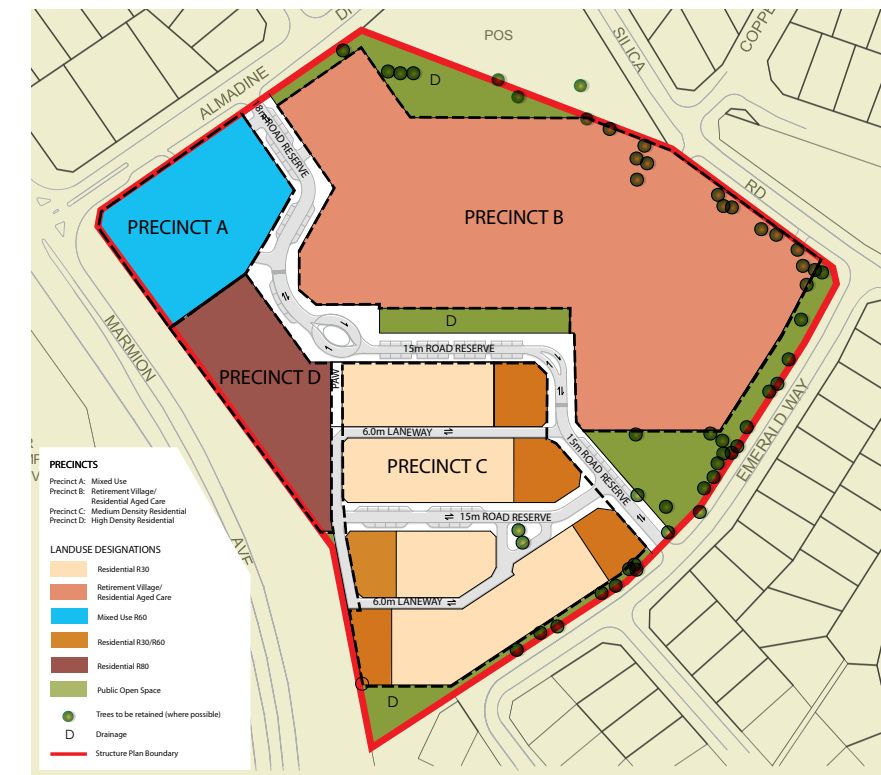 DR
POS
SILICA
COPPE
ALMADINE
D
18m ROAD RESERVE
PRECINCT A
PRECINCT B
RD
D
MARMION
15m ROAD RESERVE
PRECINCT D
PAW
6.0m LANEWAY
15m ROAD RESERVE
EMERALD WAY
PRECINCT C
15m ROAD RESERVE
AVE
6.0m LANEWAY
D
PRECINCTS
Precinct A: Mixed Use
Precinct B: Retirement Village/
Residential Aged Care
Precinct C: Medium Density Residential
Precinct D: High Density Residential
LANDUSE DESIGNATIONS
Residential R30
Retirement Village/
Residential Aged Care
Mixed Use R60
Residential R30/R60
Residential R80
Public Open Space
Trees to be retained (where possible)
D Drainage
Structure Plan Boundary